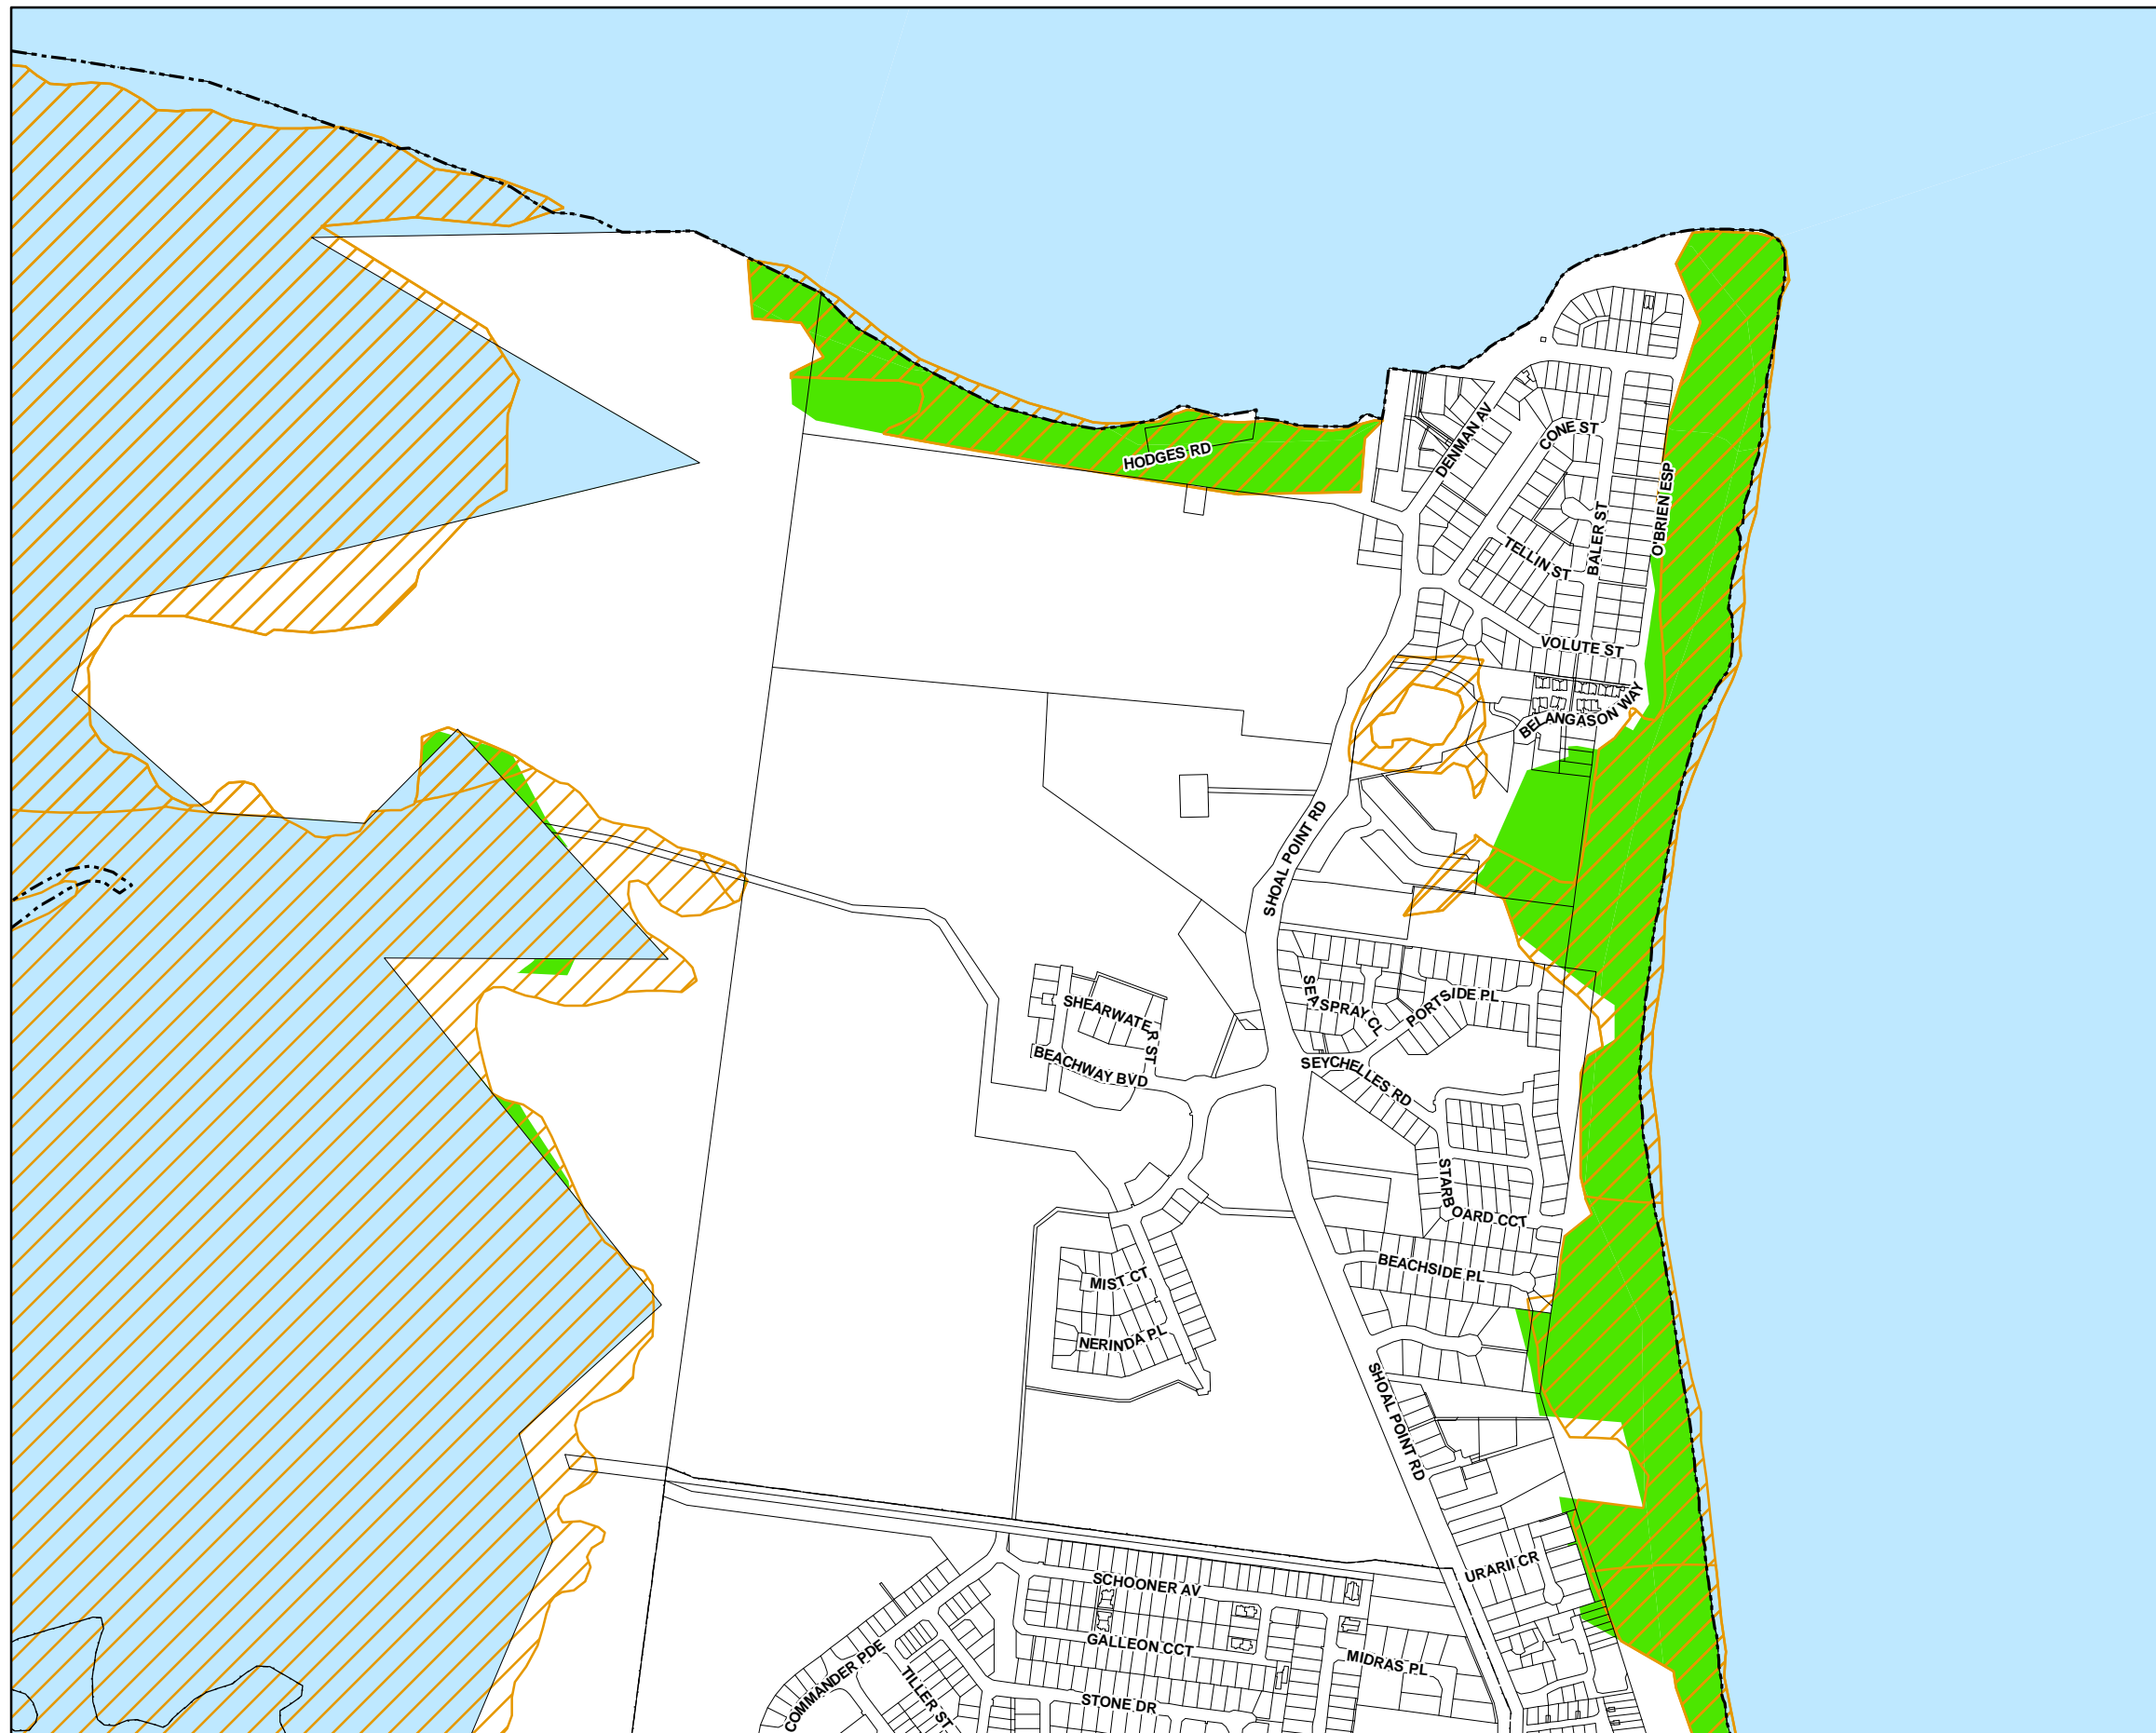 DENMAN AV
CONE ST
HODGES RD
O'BRIEN ESP
BALER ST
TELLIN ST
VOLUTE ST
BELANGASON WAY
SHOAL POINT RD
SEASPRAY CL
PORTSIDE PL
SHEARWATER ST
BEACHWAY BVD
SEYCHELLES RD
STARBOARD CCT
BEACHSIDE PL
MIST CT
NERINDA PL
SHOAL POINT RD
URARII CR
SCHOONER AV
GALLEON CCT
MIDRAS PL
COMMANDER PDE
TILLER ST
STONE DR